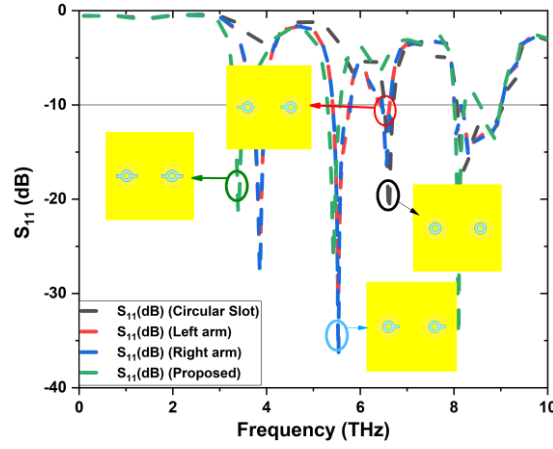 0
-10
-20
-30
-40
S₁₁ (dB)
S₁₁(dB) (Circular Slot)
S₁₁(dB) (Left arm)
S₁₁(dB) (Right arm)
S₁₁(dB) (Proposed)
0 2 4 6 8 10
Frequency (THz)